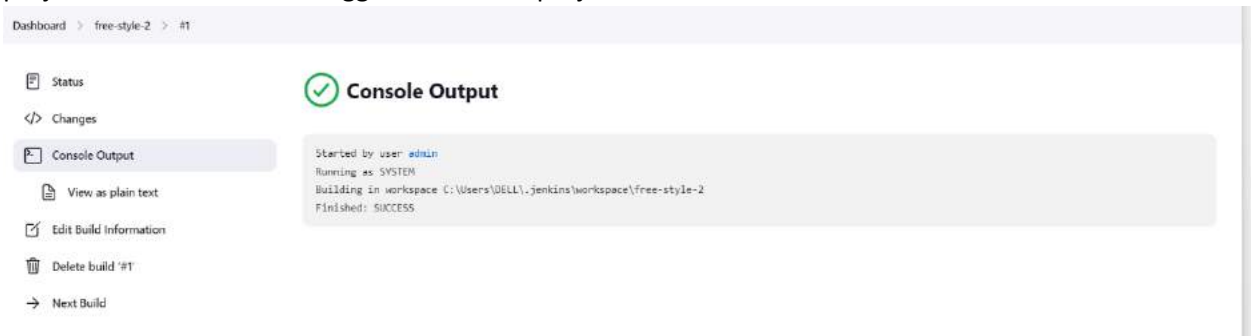 Dashboard > free-style-2 > #1
Status
Changes
Console Output
View as plain text
Edit Build Information
Delete build '#1'
Next Build
Console Output
Started by user admin
Running as SYSTEM
Building in workspace C:\Users\DELL\.jenkins\workspace\free-style-2
Finished: SUCCESS